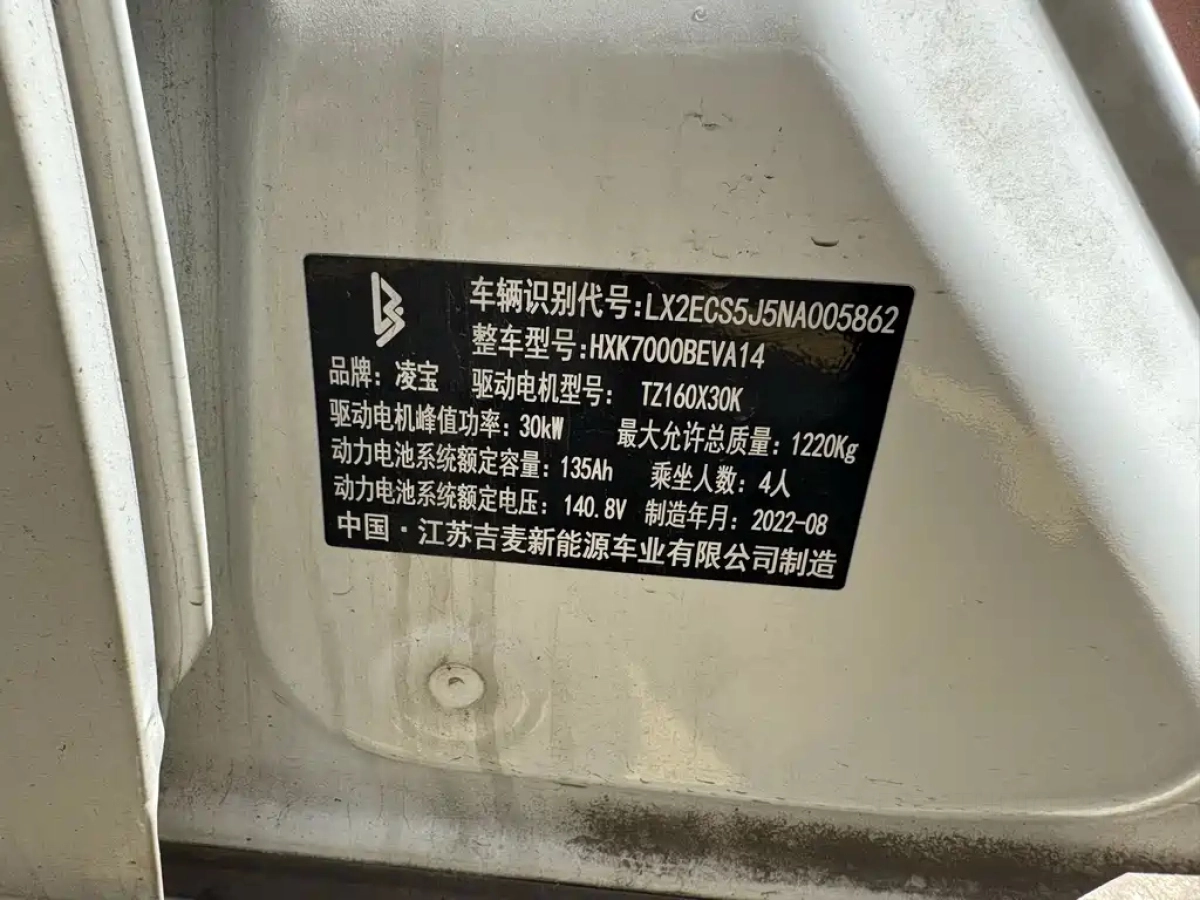 车辆识别代号:LX2ECS5J5NA005862
整车型号:HXK7000BEVA14
品牌: 凌宝 驱动电机型号: TZ160X30K
驱动电机峰值功率: 30kW 最大允许总质量: 1220Kg
动力电池系统额定容量: 135Ah 乘坐人数: 4人
动力电池系统额定电压: 140.8V 制造年月: 2022-08
中国·江苏吉麦新能源车业有限公司制造